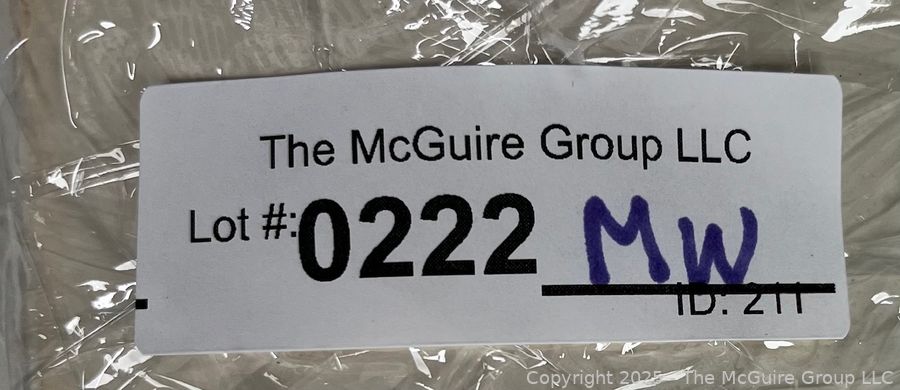 The McGuire Group LLC
Lot #:0222 MW
ID: 211
Copyright 2025 - The McGuire Group LLC